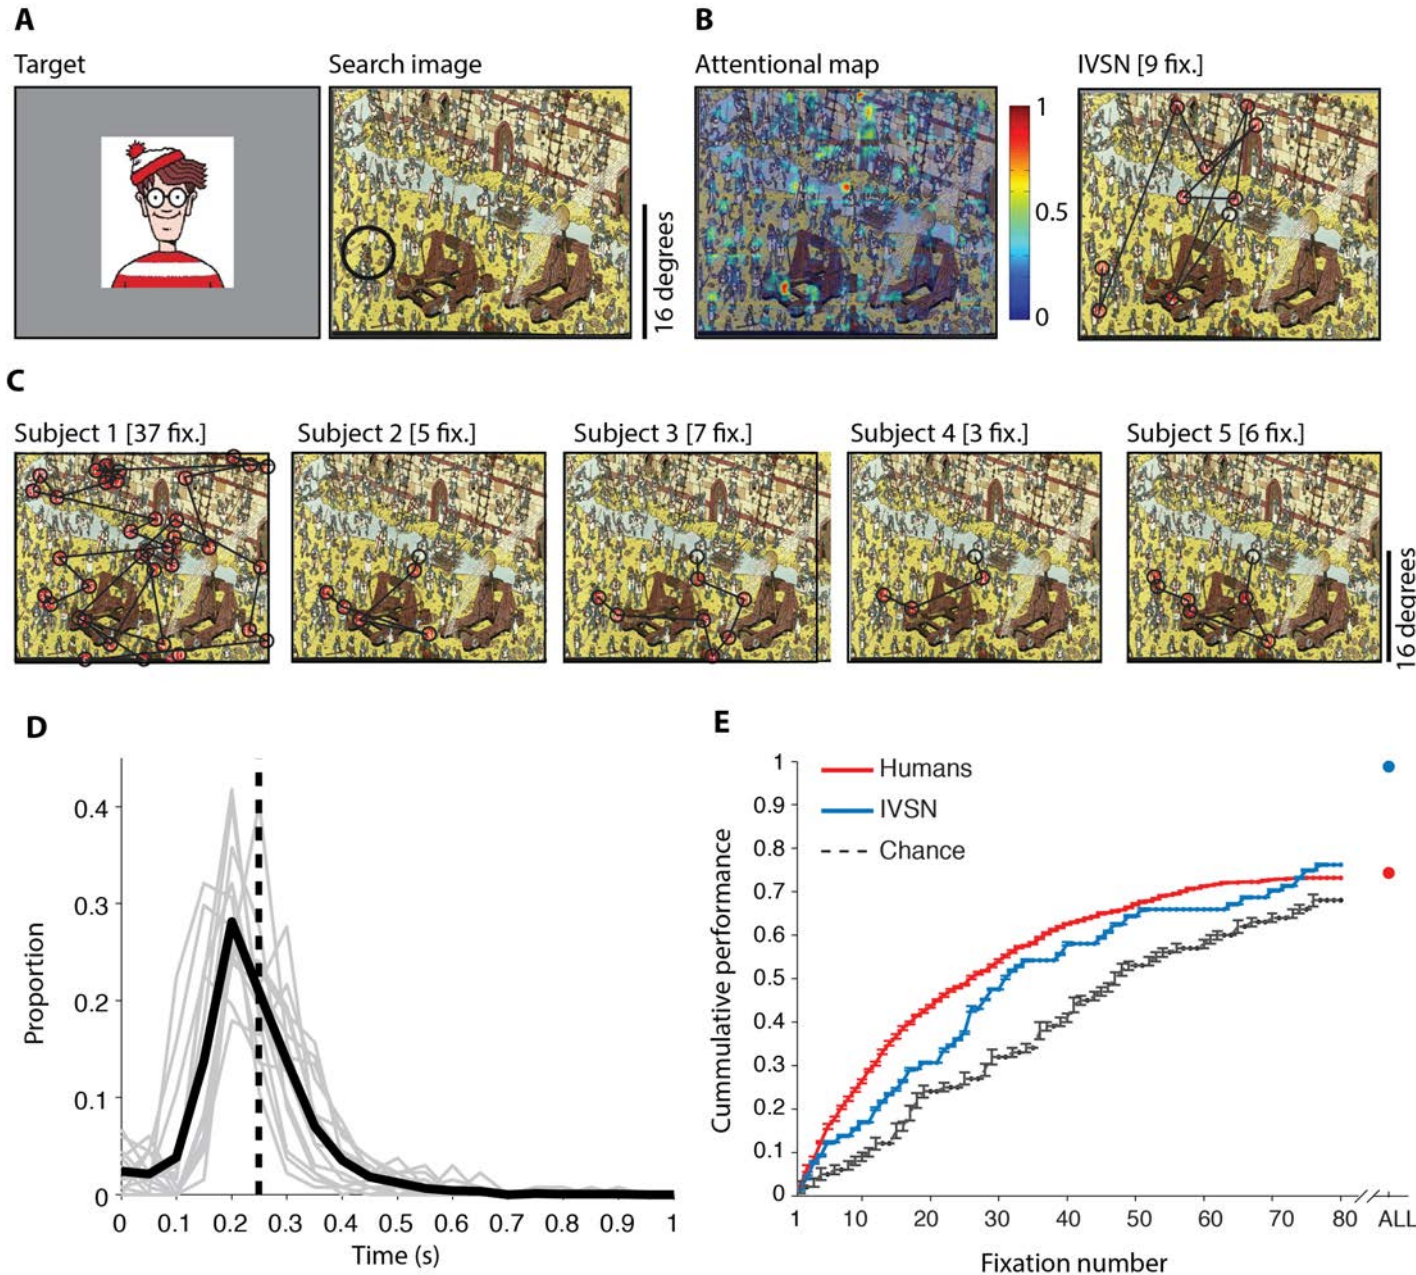 A
B
Target
Search image
Attentional map
IVSN [9 fix.]
1
0.5
0
16 degrees
C
Subject 1 [37 fix.]
Subject 2 [5 fix.]
Subject 3 [7 fix.]
Subject 4 [3 fix.]
Subject 5 [6 fix.]
16 degrees
D
Proportion
0.4
0.3
0.2
0.1
0
0 0.1 0.2 0.3 0.4 0.5 0.6 0.7 0.8 0.9 1
Time (s)
E
Cummulative performance
1
0.9
0.8
0.7
0.6
0.5
0.4
0.3
0.2
0.1
0
Humans
IVSN
Chance
1 10 20 30 40 50 60 70 80 ALL
Fixation number